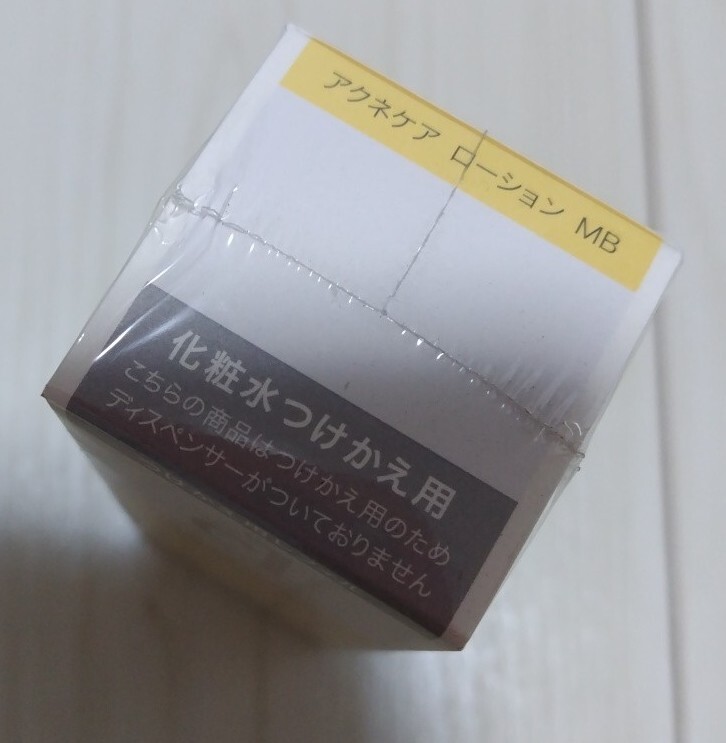 アクネケア ローション MB
化粧水つけかえ用
こちらの商品はつけかえ用のため
ディスペンサーがついておりません